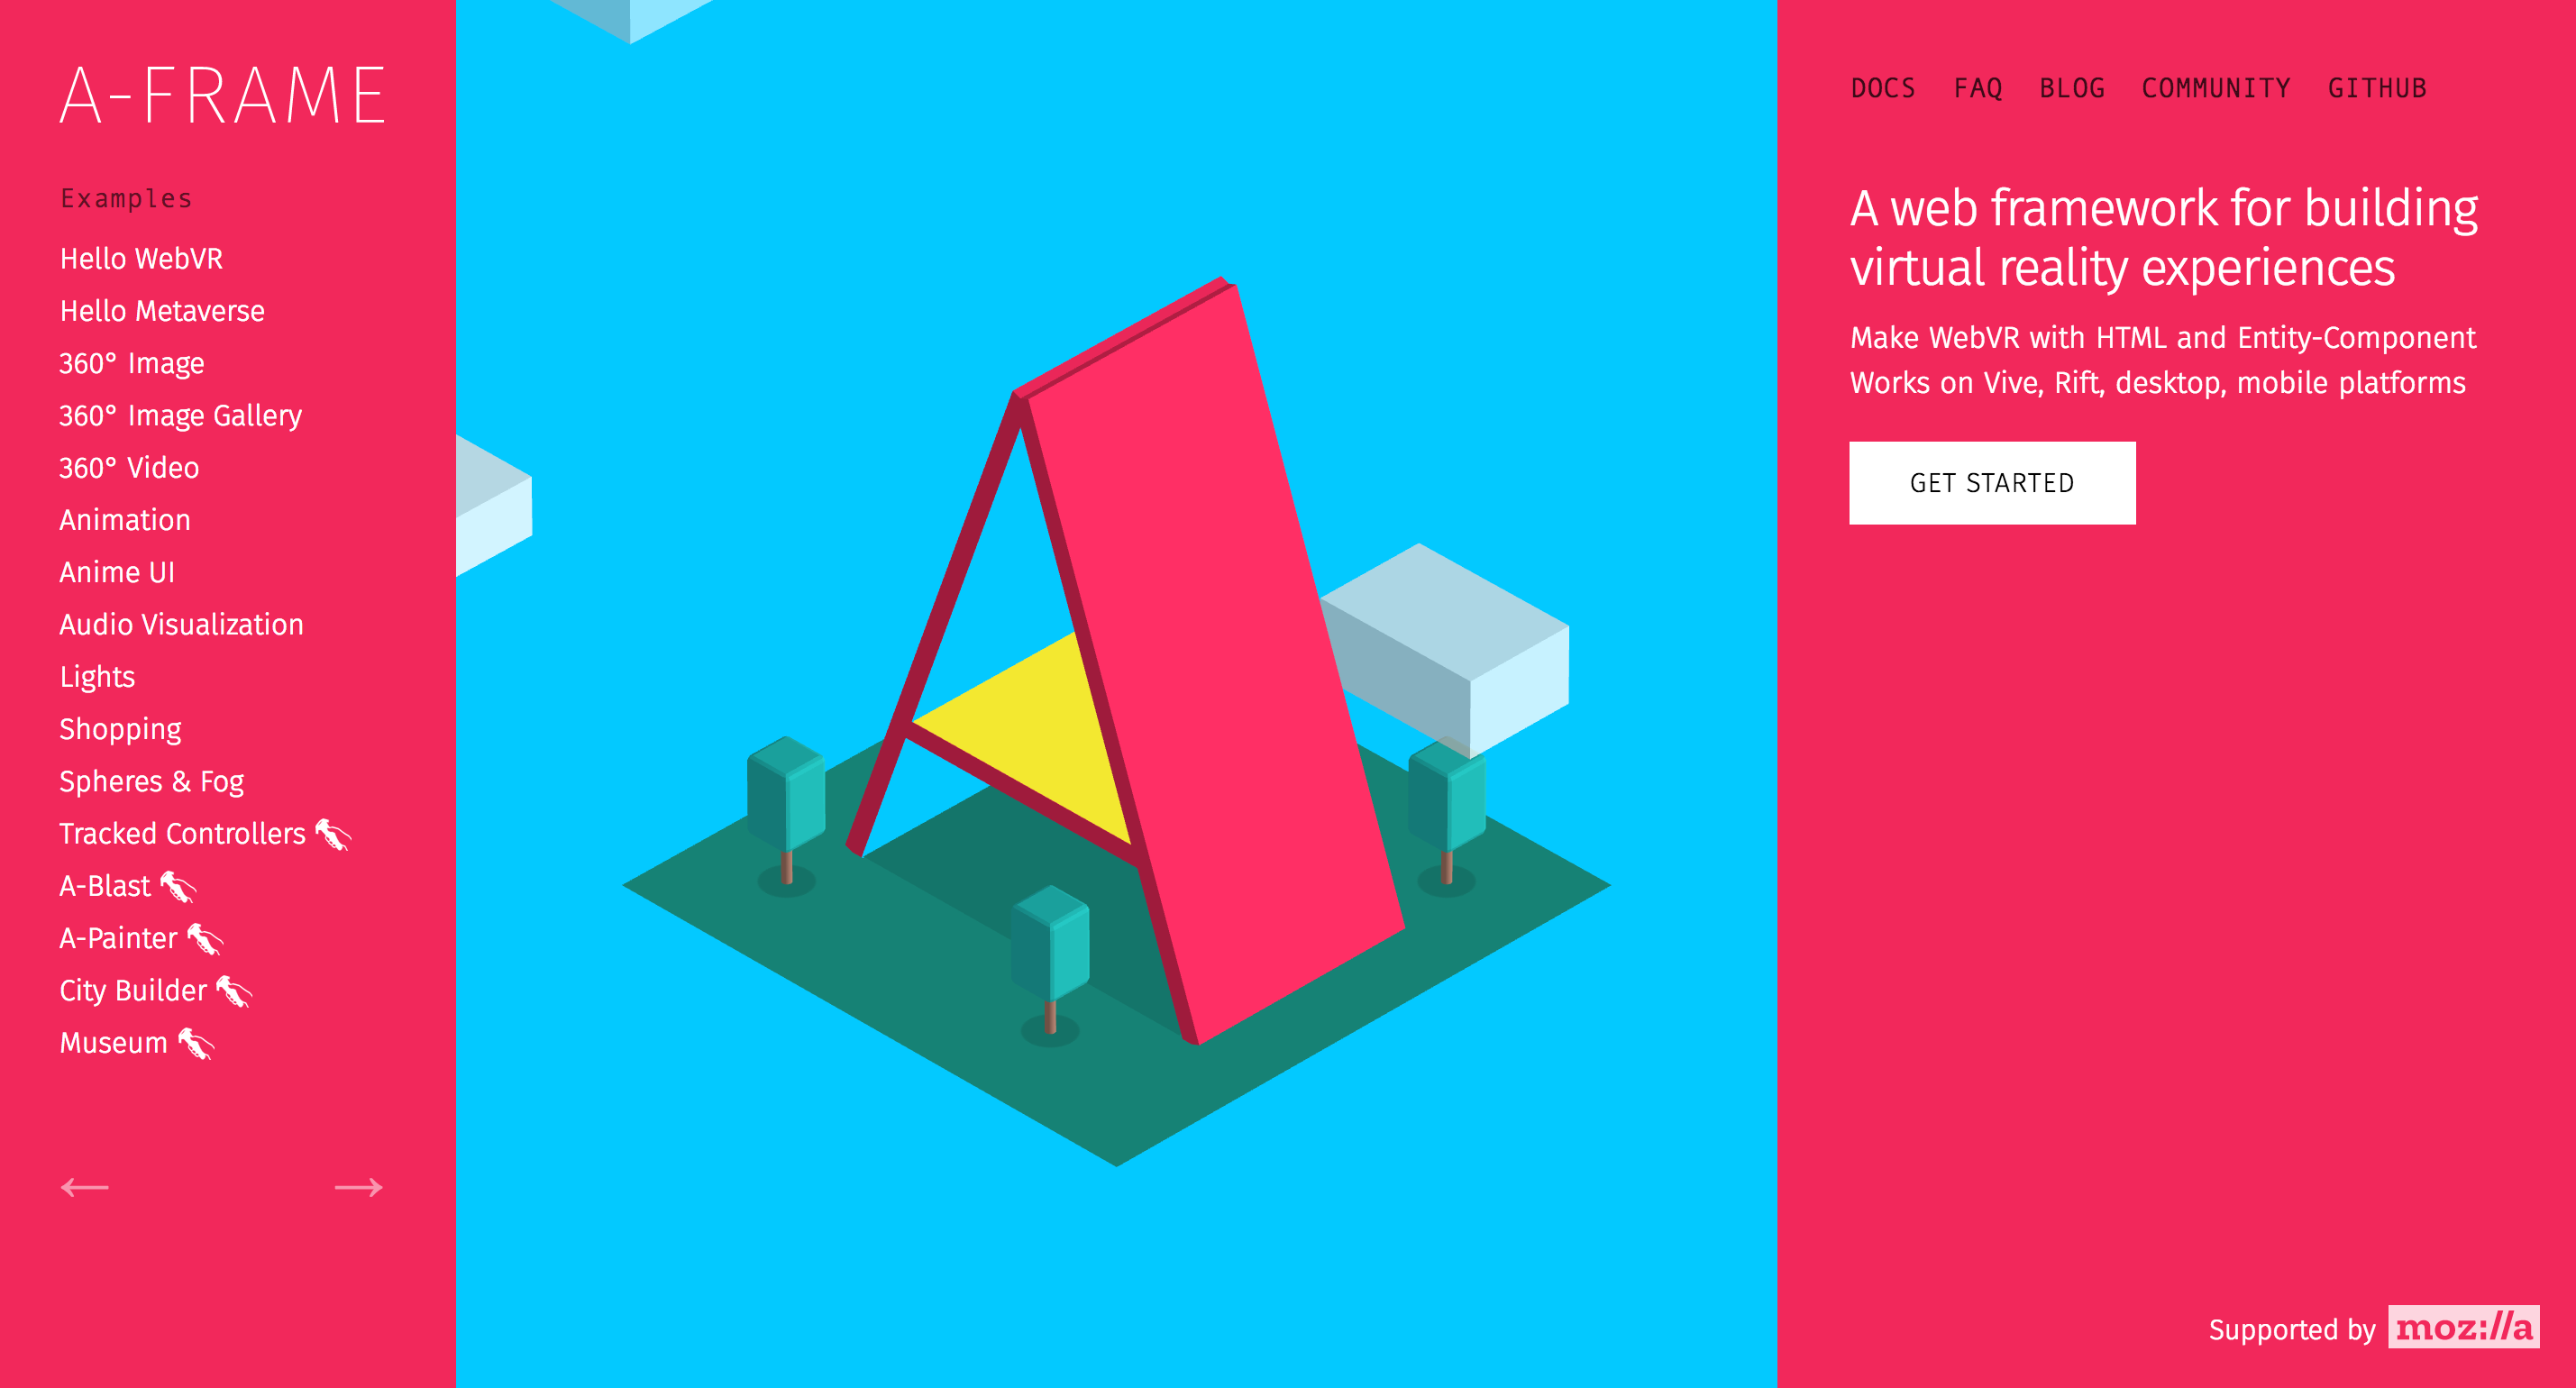 A-FRAME
Examples
Hello WebVR
Hello Metaverse
360° Image
360° Image Gallery
360° Video
Animation
Anime UI
Audio Visualization
Lights
Shopping
Spheres & Fog
Tracked Controllers
A-Blast
A-Painter
City Builder
Museum
DOCS FAQ BLOG COMMUNITY GITHUB
A web framework for building
virtual reality experiences
Make WebVR with HTML and Entity-Component
Works on Vive, Rift, desktop, mobile platforms
GET STARTED
Supported by moz://a